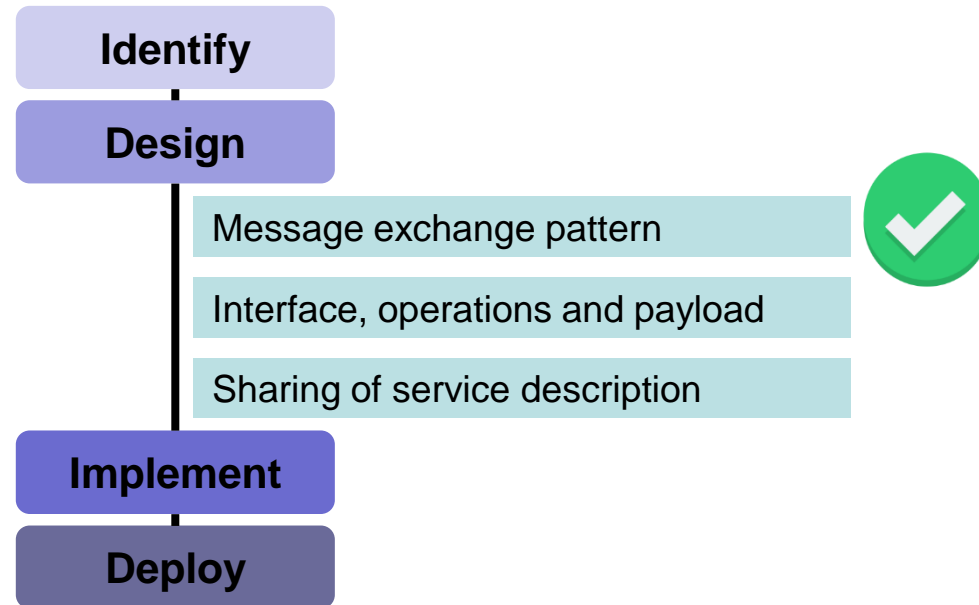 Identify
Design
Message exchange pattern
Interface, operations and payload
Sharing of service description
Implement
Deploy